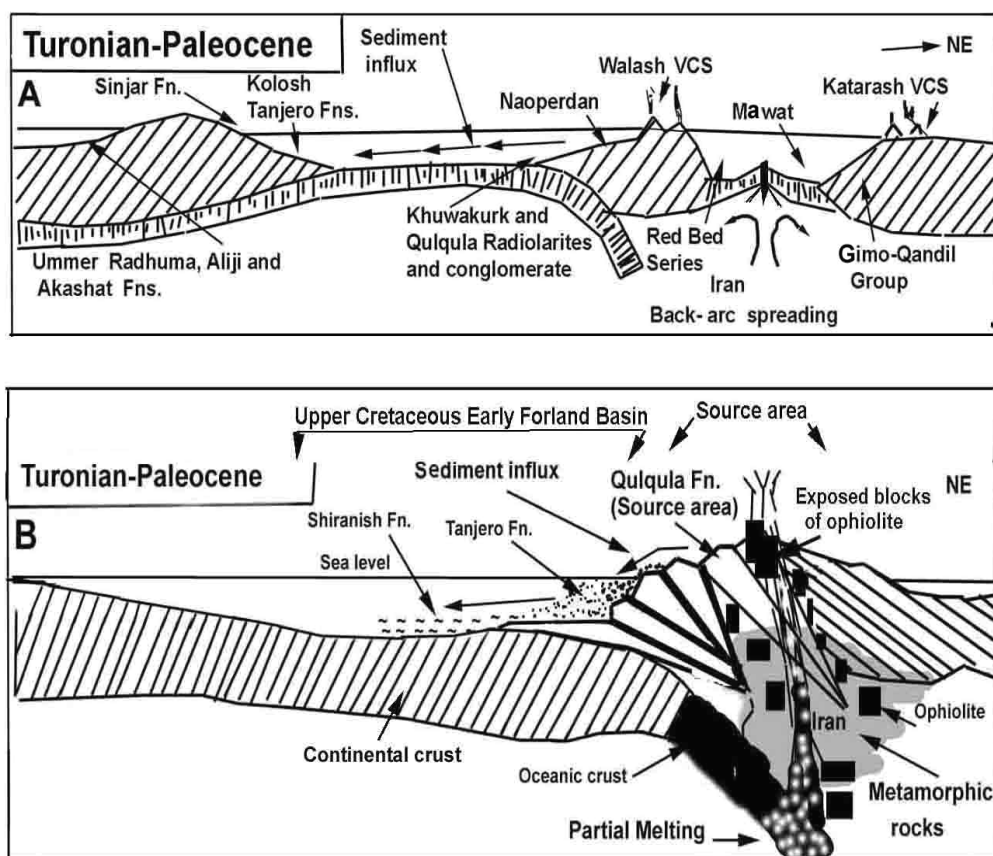 Turonian-Paleocene
A
Sediment
influx
NE
Sinjar Fn.
Kolosh
Tanjero Fns.
Walash VCS
Naoperdan
Mawat
Katarash VCS
Khuwakurk and
Qulqula Radiolarites
and conglomerate
Red Bed
Series
Gimo-Qandil
Group
Ummer Radhuma, Aliji and
Akashat Fns.
Iran
Back- arc spreading
Upper Cretaceous Early Forland Basin
Source area
Turonian-Paleocene
B
Sediment influx
Qulqula Fn.
(Source area)
NE
Exposed blocks
of ophiolite
Shiranish Fn.
Tanjero Fn.
Sea level
Iran
Ophiolite
Continental crust
Oceanic crust
Metamorphic
rocks
Partial Melting